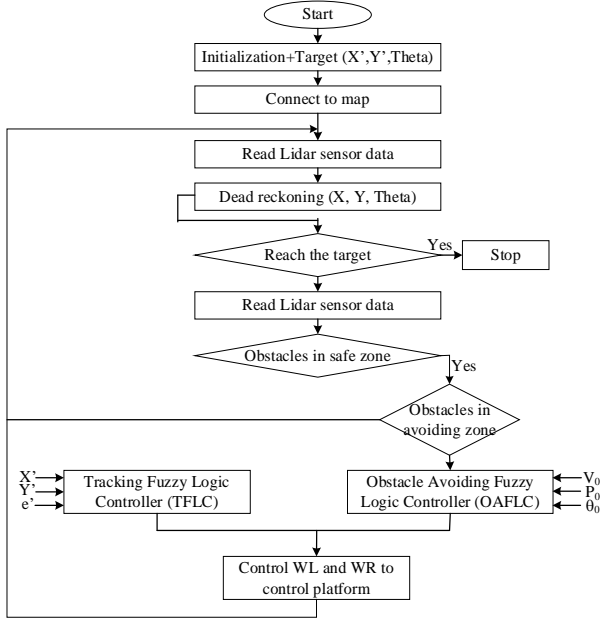 Start
Initialization+Target (X’,Y’,Theta)
Connect to map
Read Lidar sensor data
Dead reckoning (X, Y, Theta)
Reach the target
Yes
Stop
Read Lidar sensor data
Obstacles in safe zone
Yes
Obstacles in
avoiding zone
X’
Y’
e’
Tracking Fuzzy Logic
Controller (TFLC)
Obstacle Avoiding Fuzzy
Logic Controller (OAFLC)
V₀
P₀
θ₀
Control WL and WR to
control platform